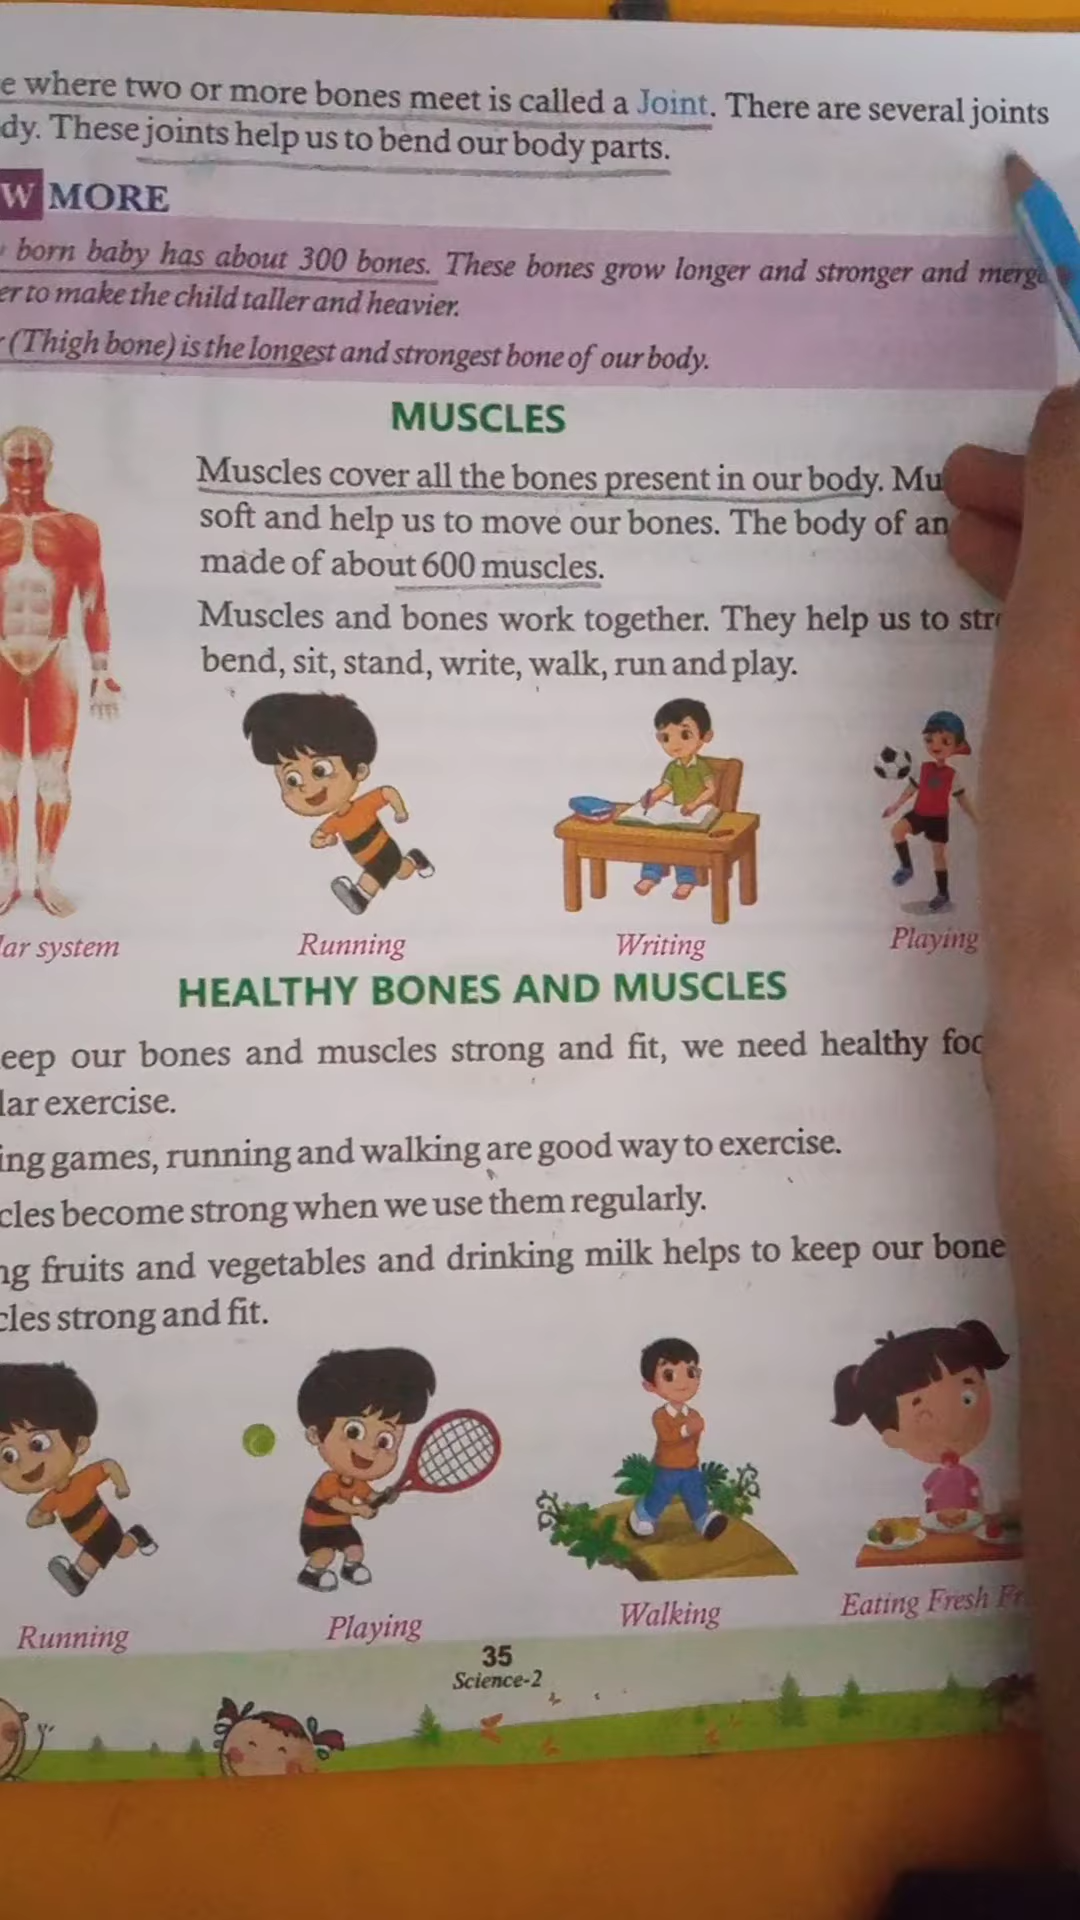 e where two or more bones meet is called a Joint. There are several joints
dy. These joints help us to bend our body parts.
W MORE
born baby has about 300 bones. These bones grow longer and stronger and merge
er to make the child taller and heavier.
(Thigh bone) is the longest and strongest bone of our body.
MUSCLES
Muscles cover all the bones present in our body. Mu
soft and help us to move our bones. The body of an
made of about 600 muscles.
Muscles and bones work together. They help us to str
bend, sit, stand, write, walk, run and play.
lar system
Running
Writing
Playing
HEALTHY BONES AND MUSCLES
eep our bones and muscles strong and fit, we need healthy foo
lar exercise.
ing games, running and walking are good way to exercise.
cles become strong when we use them regularly.
ng fruits and vegetables and drinking milk helps to keep our bone
cles strong and fit.
Running
Playing
Walking
Eating Fresh Fr
35
Science-2